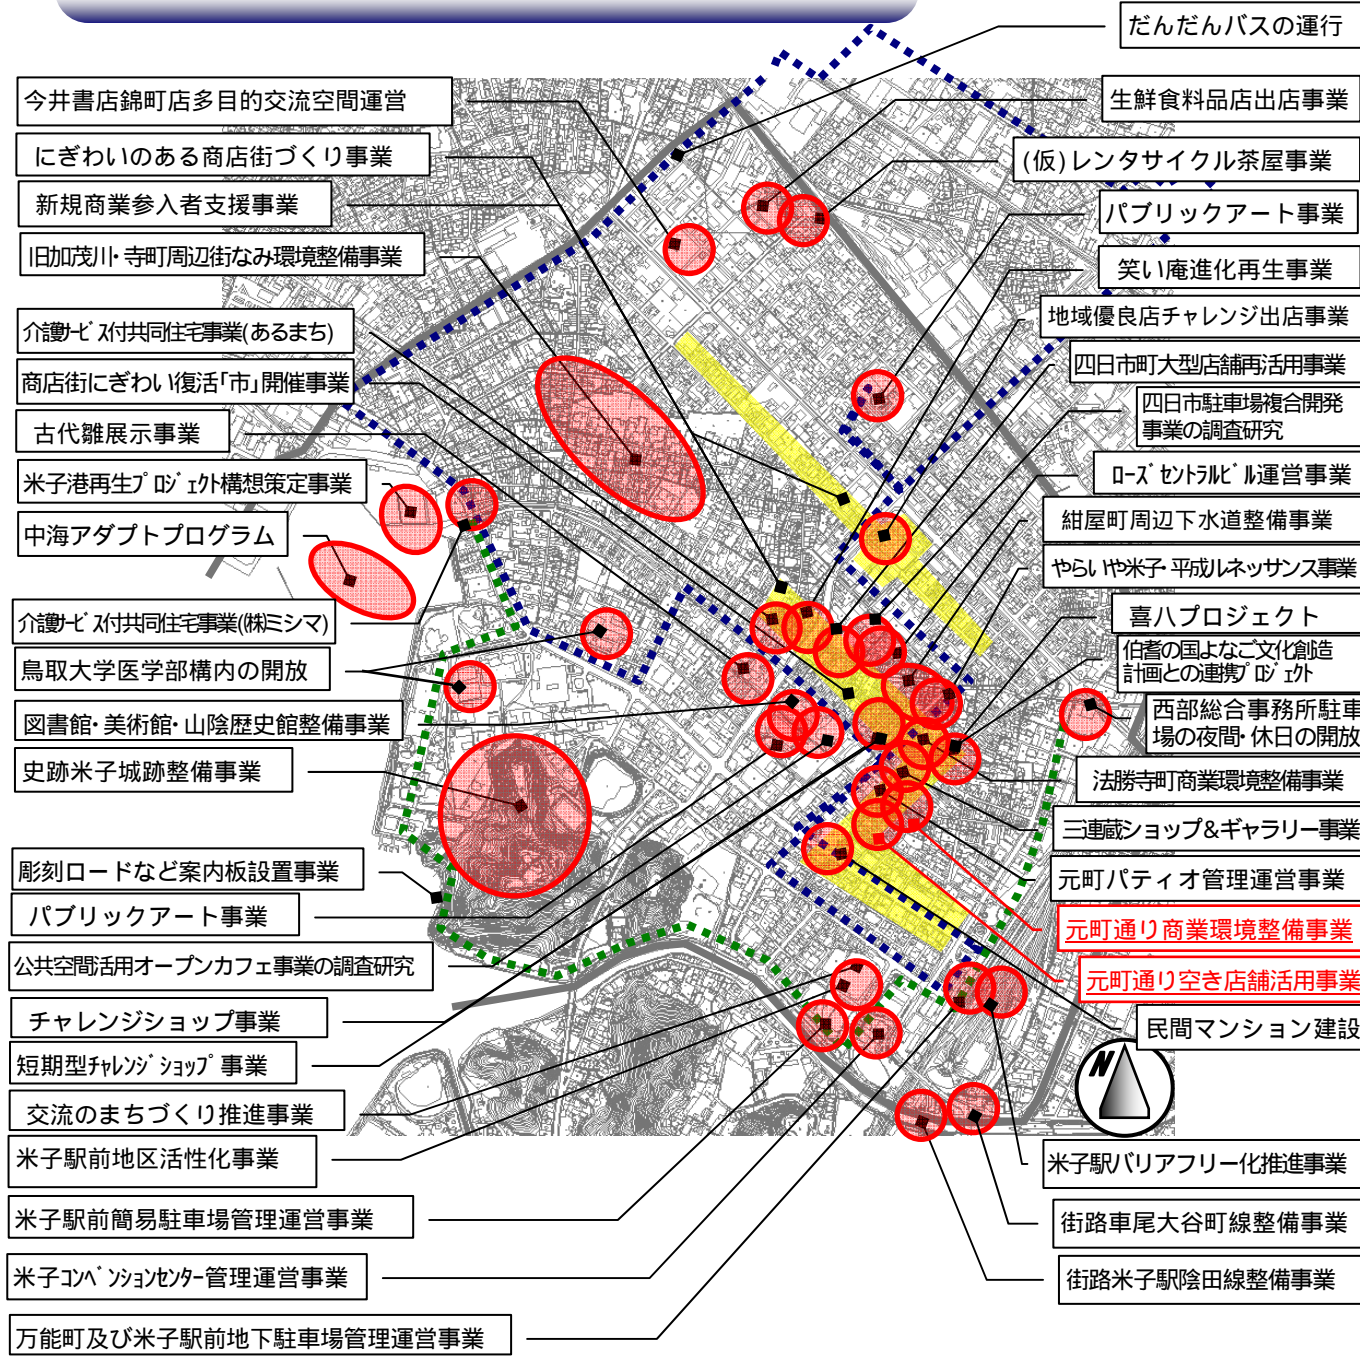 だんだんバスの運行
今井書店錦町店多目的交流空間運営
生鮮食料品店出店事業
にぎわいのある商店街づくり事業
(仮)レンタサイクル茶屋事業
新規商業参入者支援事業
パブリックアート事業
旧加茂川・寺町周辺街なみ環境整備事業
笑い庵進化再生事業
介護サービス付共同住宅事業(あるまち)
地域優良店チャレンジ出店事業
商店街にぎわい復活「市」開催事業
四日市町大型店舗再活用事業
古代雛展示事業
四日市駐車場複合開発
事業の調査研究
米子港再生プロジェクト構想策定事業
ローズセントラルビル運営事業
中海アダプトプログラム
紺屋町周辺下水道整備事業
やらいや米子・平成ルネッサンス事業
介護サービス付共同住宅事業(㈱ミシマ)
喜八プロジェクト
鳥取大学医学部構内の開放
伯耆の国よなご文化創造
計画との連携プロジェクト
図書館・美術館・山陰歴史館整備事業
西部総合事務所駐車
場の夜間・休日の開放
史跡米子城跡整備事業
法勝寺町商業環境整備事業
三連蔵ショップ&ギャラリー事業
彫刻ロードなど案内板設置事業
元町パティオ管理運営事業
パブリックアート事業
元町通り商業環境整備事業
公共空間活用オープンカフェ事業の調査研究
元町通り空き店舗活用事業
チャレンジショップ事業
民間マンション建設
短期型チャレンジショップ事業
N
交流のまちづくり推進事業
米子駅前地区活性化事業
米子駅バリアフリー化推進事業
米子駅前簡易駐車場管理運営事業
街路車尾大谷町線整備事業
米子コンベンションセンター管理運営事業
街路米子駅陰田線整備事業
万能町及び米子駅前地下駐車場管理運営事業